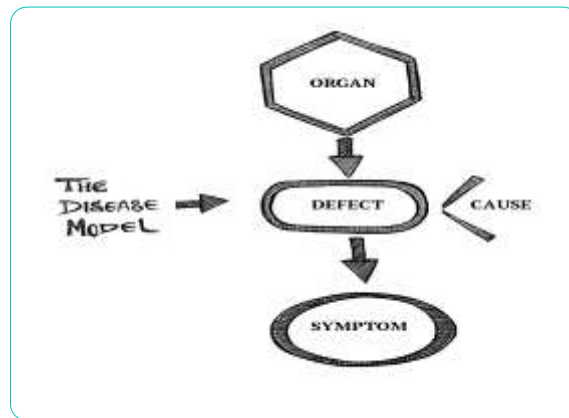 ORGAN
THE
DISEASE
MODEL
DEFECT
CAUSE
SYMPTOM